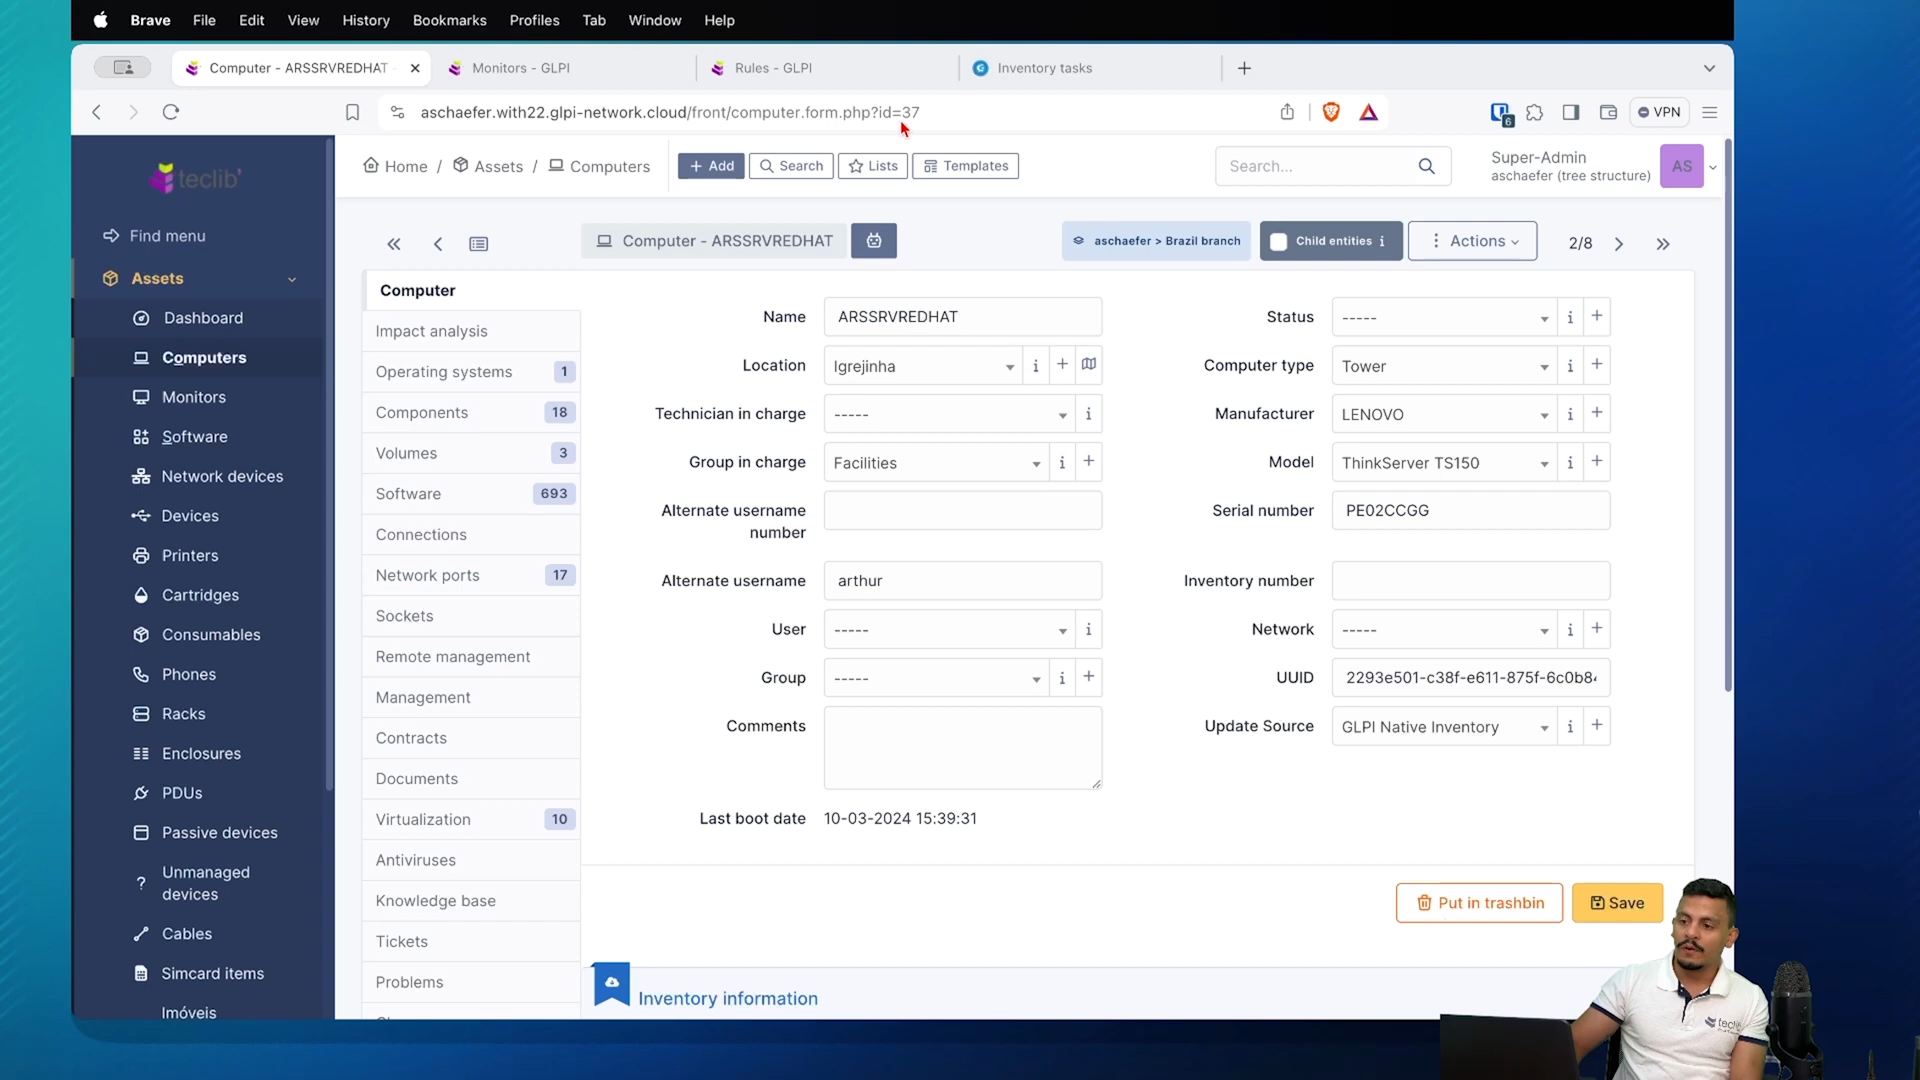 Brave File Edit View History Bookmarks Profiles Tab Window Help
Computer - ARSSRVREDHAT - Monitors - GLPI Rules - GLPI Inventory tasks
aschaefer.with22.glpi-network.cloud/front/computer.form.php?id=37
6
VPN
teclib'
Home / Assets / Computers
+ Add Search Lists Templates
Search...
Super-Admin
aschaefer (tree structure)
AS
Find menu
Assets
Dashboard
Computers
Monitors
Software
Network devices
Devices
Printers
Cartridges
Consumables
Phones
Racks
Enclosures
PDUs
Passive devices
Unmanaged
devices
Cables
Simcard items
Imóveis
Computer - ARSSRVREDHAT
aschaefer > Brazil branch
Child entities i
Actions
2/8
Computer
Impact analysis
Operating systems 1
Components 18
Volumes 3
Software 693
Connections
Network ports 17
Sockets
Remote management
Management
Contracts
Documents
Virtualization 10
Antiviruses
Knowledge base
Tickets
Problems
Name ARSSRVREDHAT
Location Igrejinha i +
Technician in charge ----- i
Group in charge Facilities i +
Alternate username
number
Alternate username arthur
User ----- i
Group ----- i +
Comments
Last boot date 10-03-2024 15:39:31
Status ----- i +
Computer type Tower i +
Manufacturer LENOVO i +
Model ThinkServer TS150 i +
Serial number PE02CCGG
Inventory number
Network ----- i +
UUID 2293e501-c38f-e611-875f-6c0b84
Update Source GLPI Native Inventory i +
Put in trashbin
Save
Inventory information
teclib'